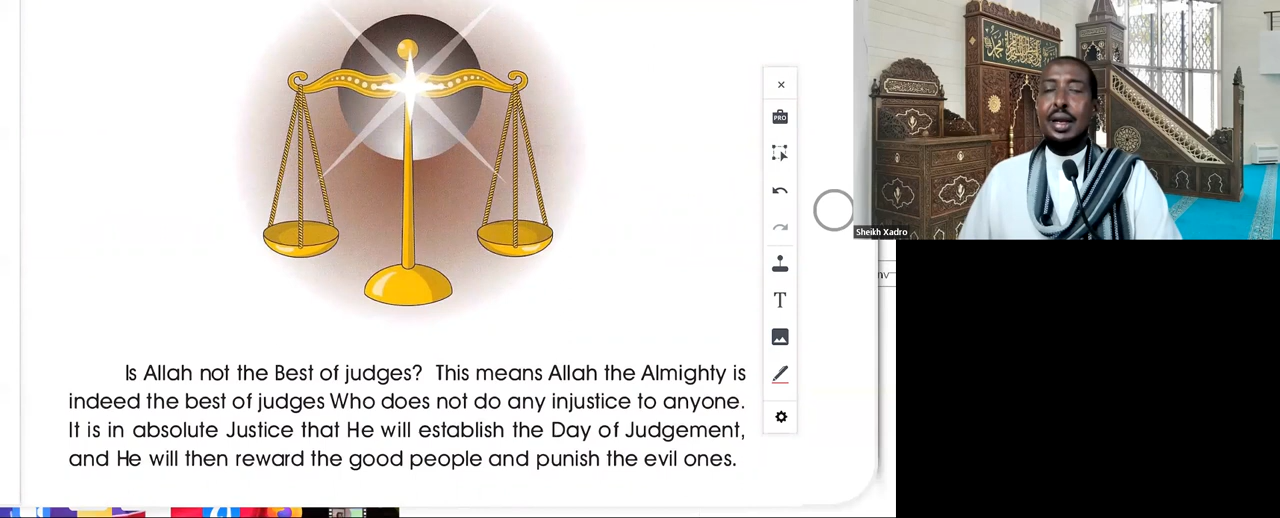 Is Allah not the Best of judges? This means Allah the Almighty is
indeed the best of judges Who does not do any injustice to anyone.
It is in absolute Justice that He will establish the Day of Judgement,
and He will then reward the good people and punish the evil ones.
PRO
T
Sheikh Xadro